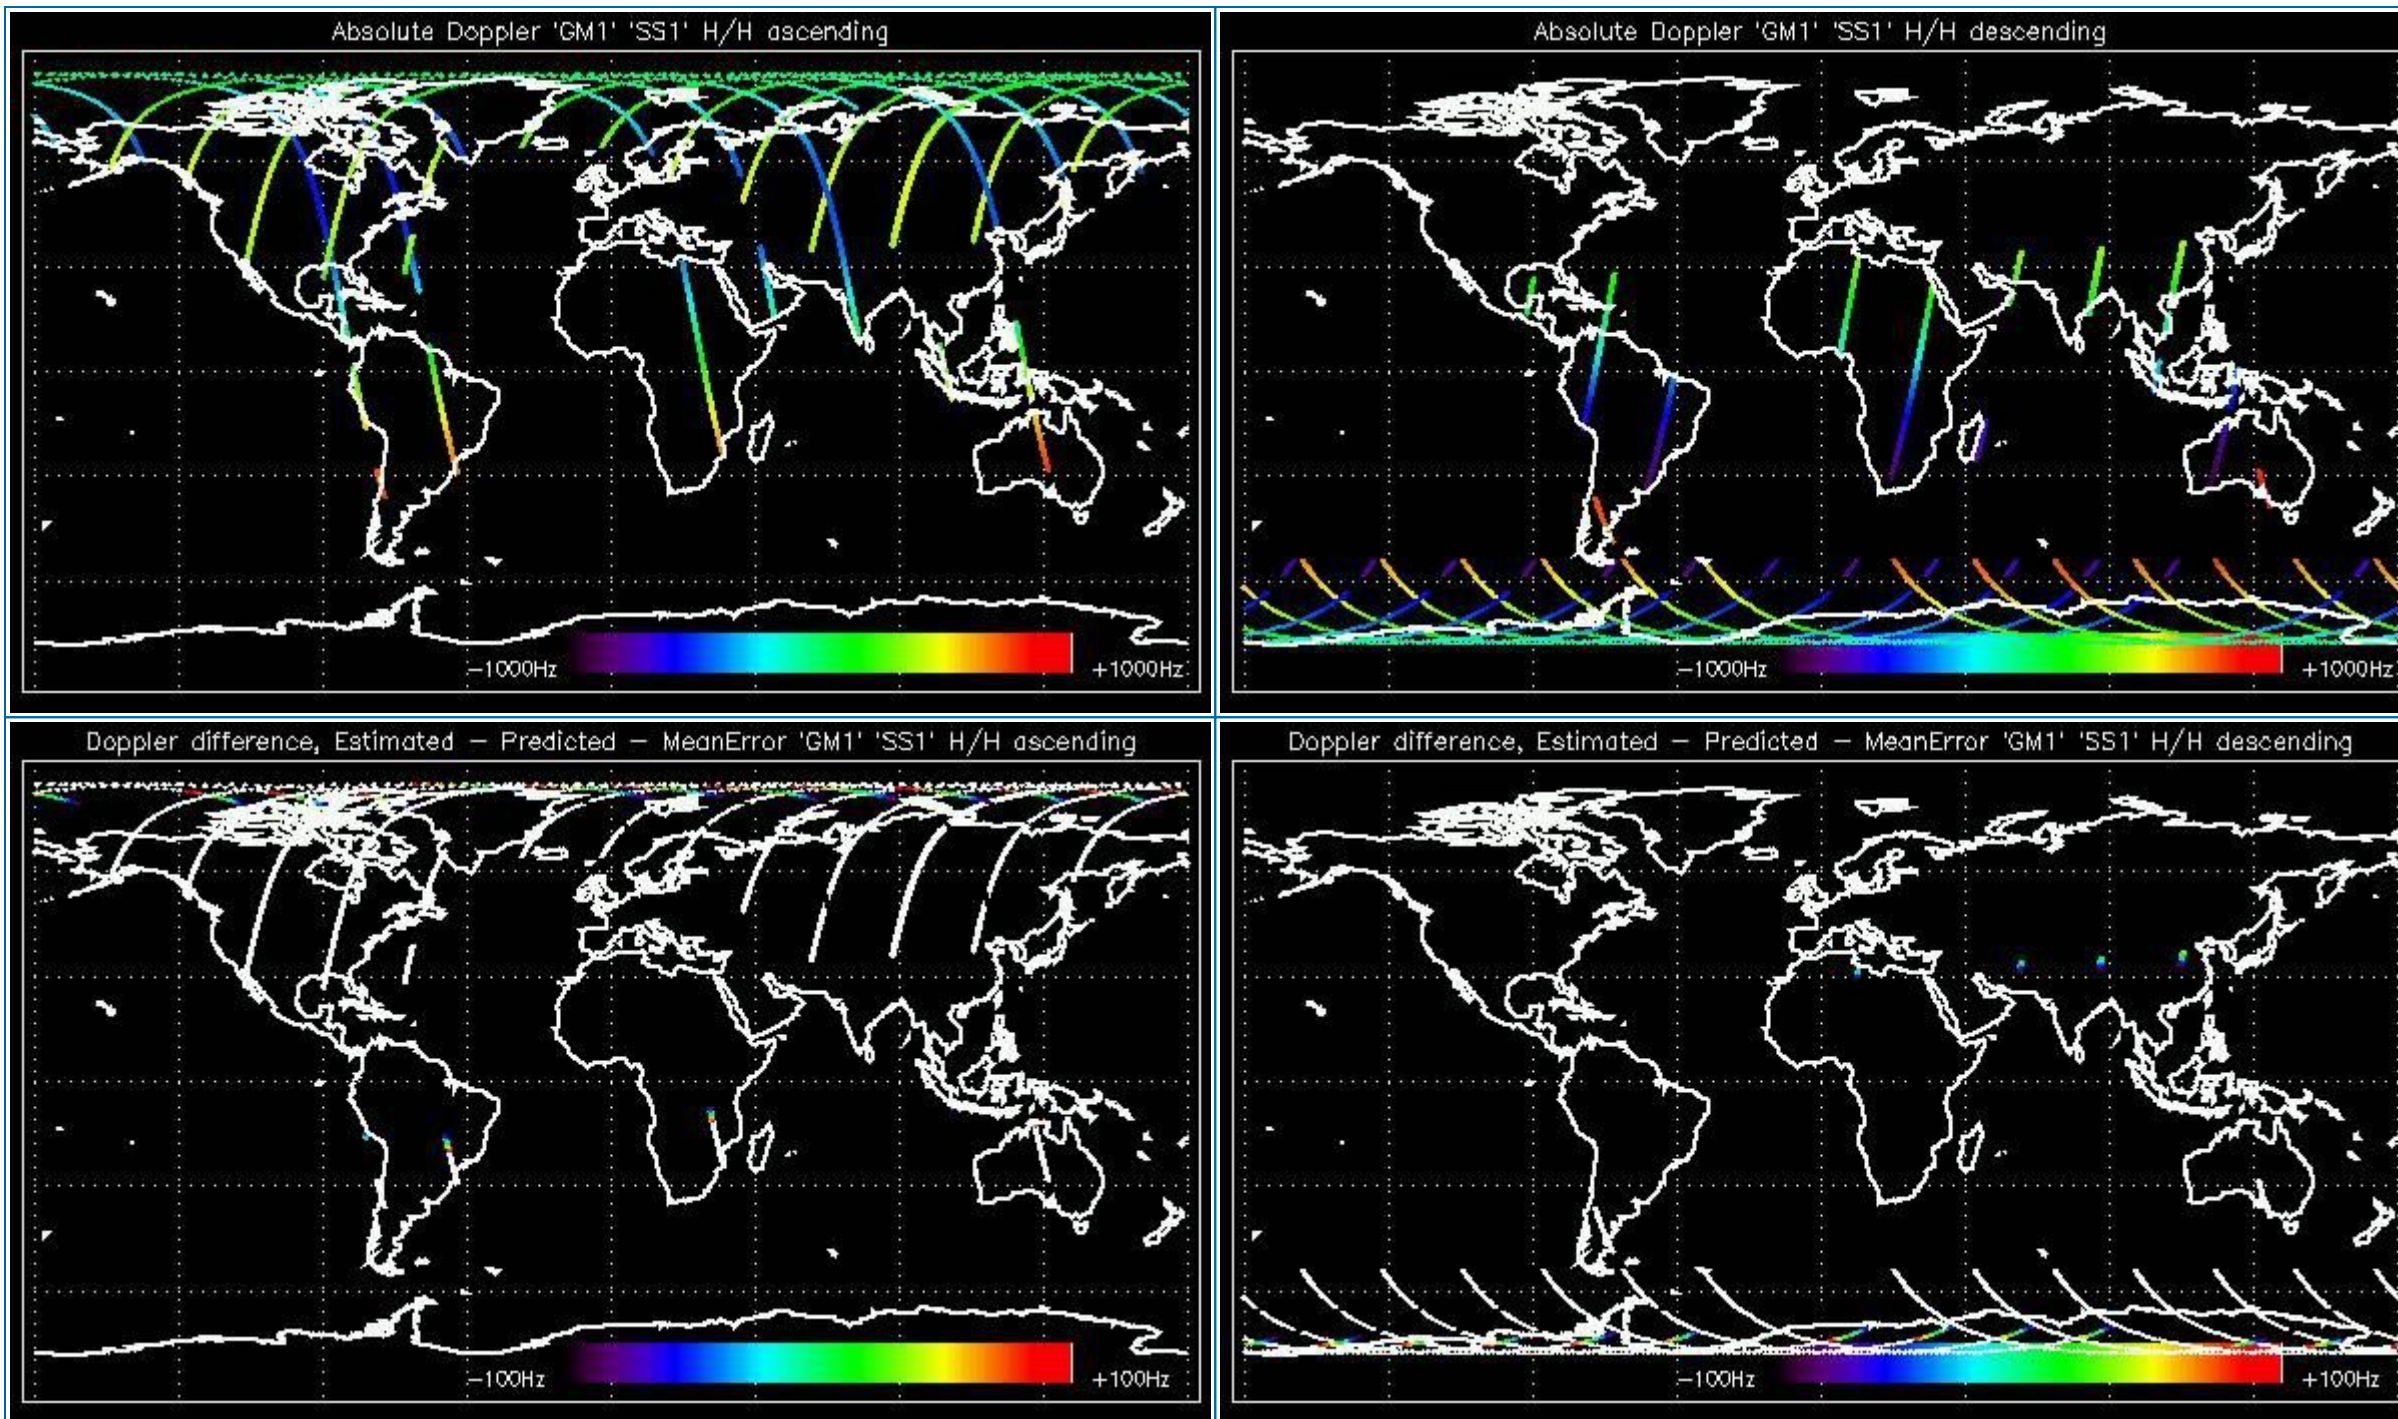 Absolute Doppler 'GM1' 'SS1' H/H ascending
-1000Hz
+1000Hz
Absolute Doppler 'GM1' 'SS1' H/H descending
-1000Hz
+1000Hz
Doppler difference, Estimated - Predicted - MeanError 'GM1' 'SS1' H/H ascending
-100Hz
+100Hz
Doppler difference, Estimated - Predicted - MeanError 'GM1' 'SS1' H/H descending
-100Hz
+100Hz